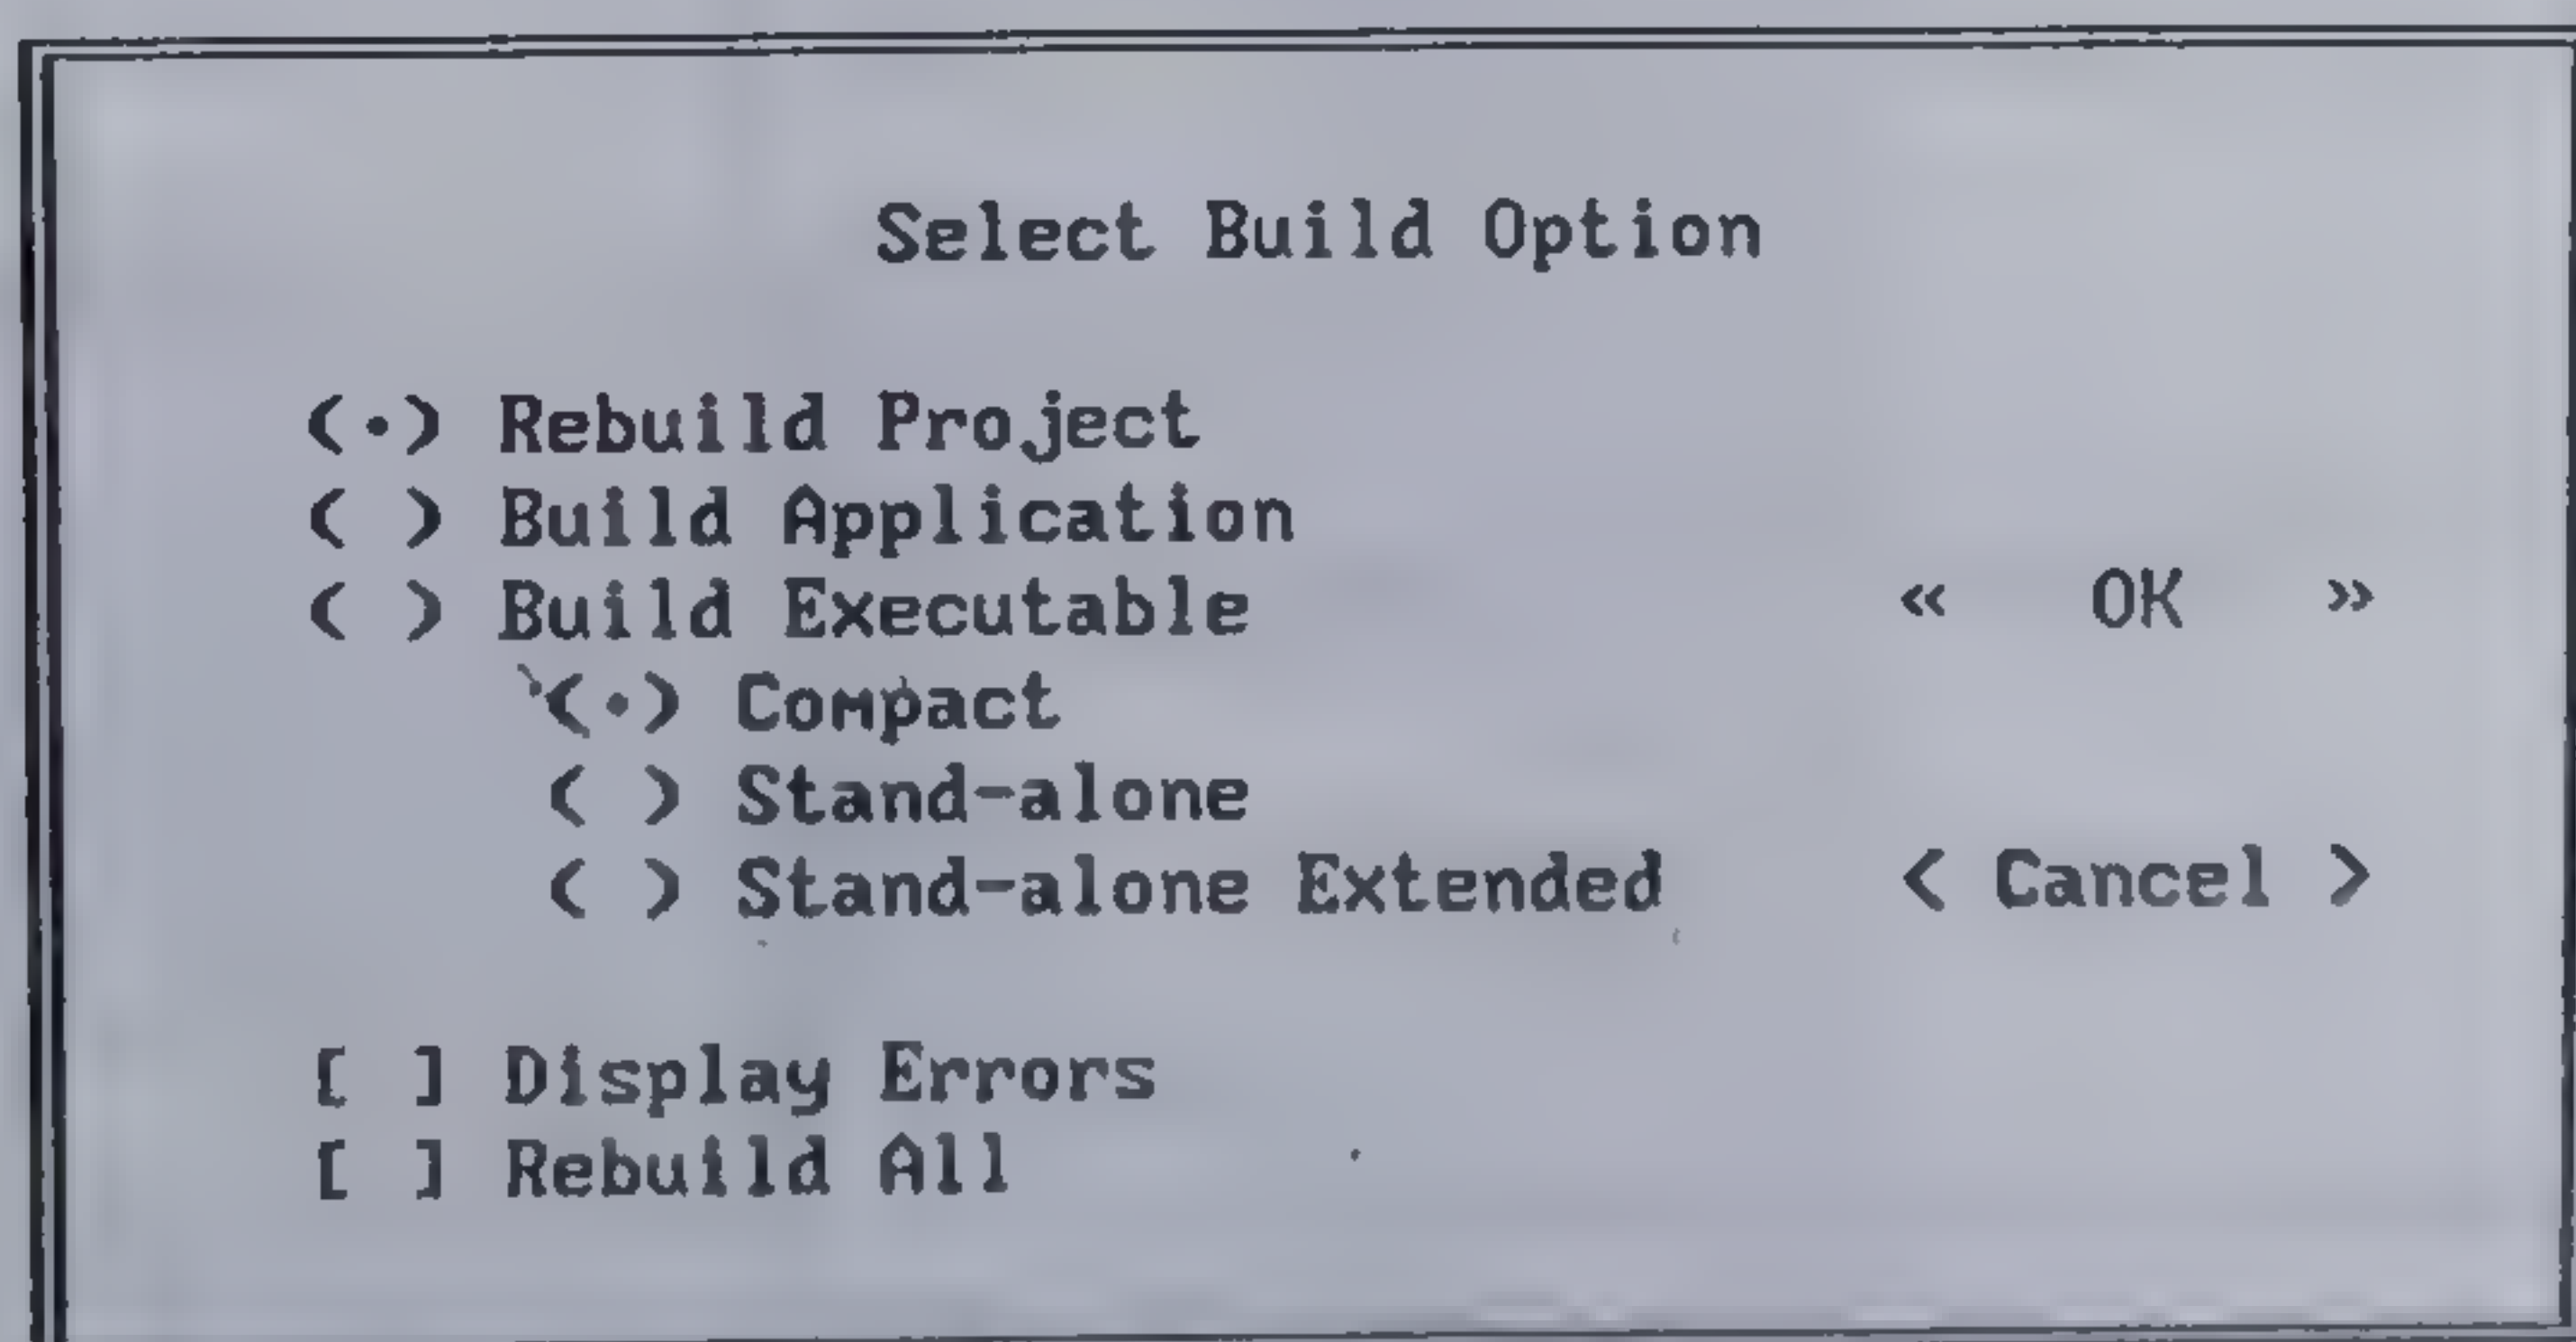 Select Build Option
(·) Rebuild Project
( ) Build Application
( ) Build Executable
« OK »
(·) Compact
( ) Stand-alone
( ) Stand-alone Extended
< Cancel >
[ ] Display Errors
[ ] Rebuild All